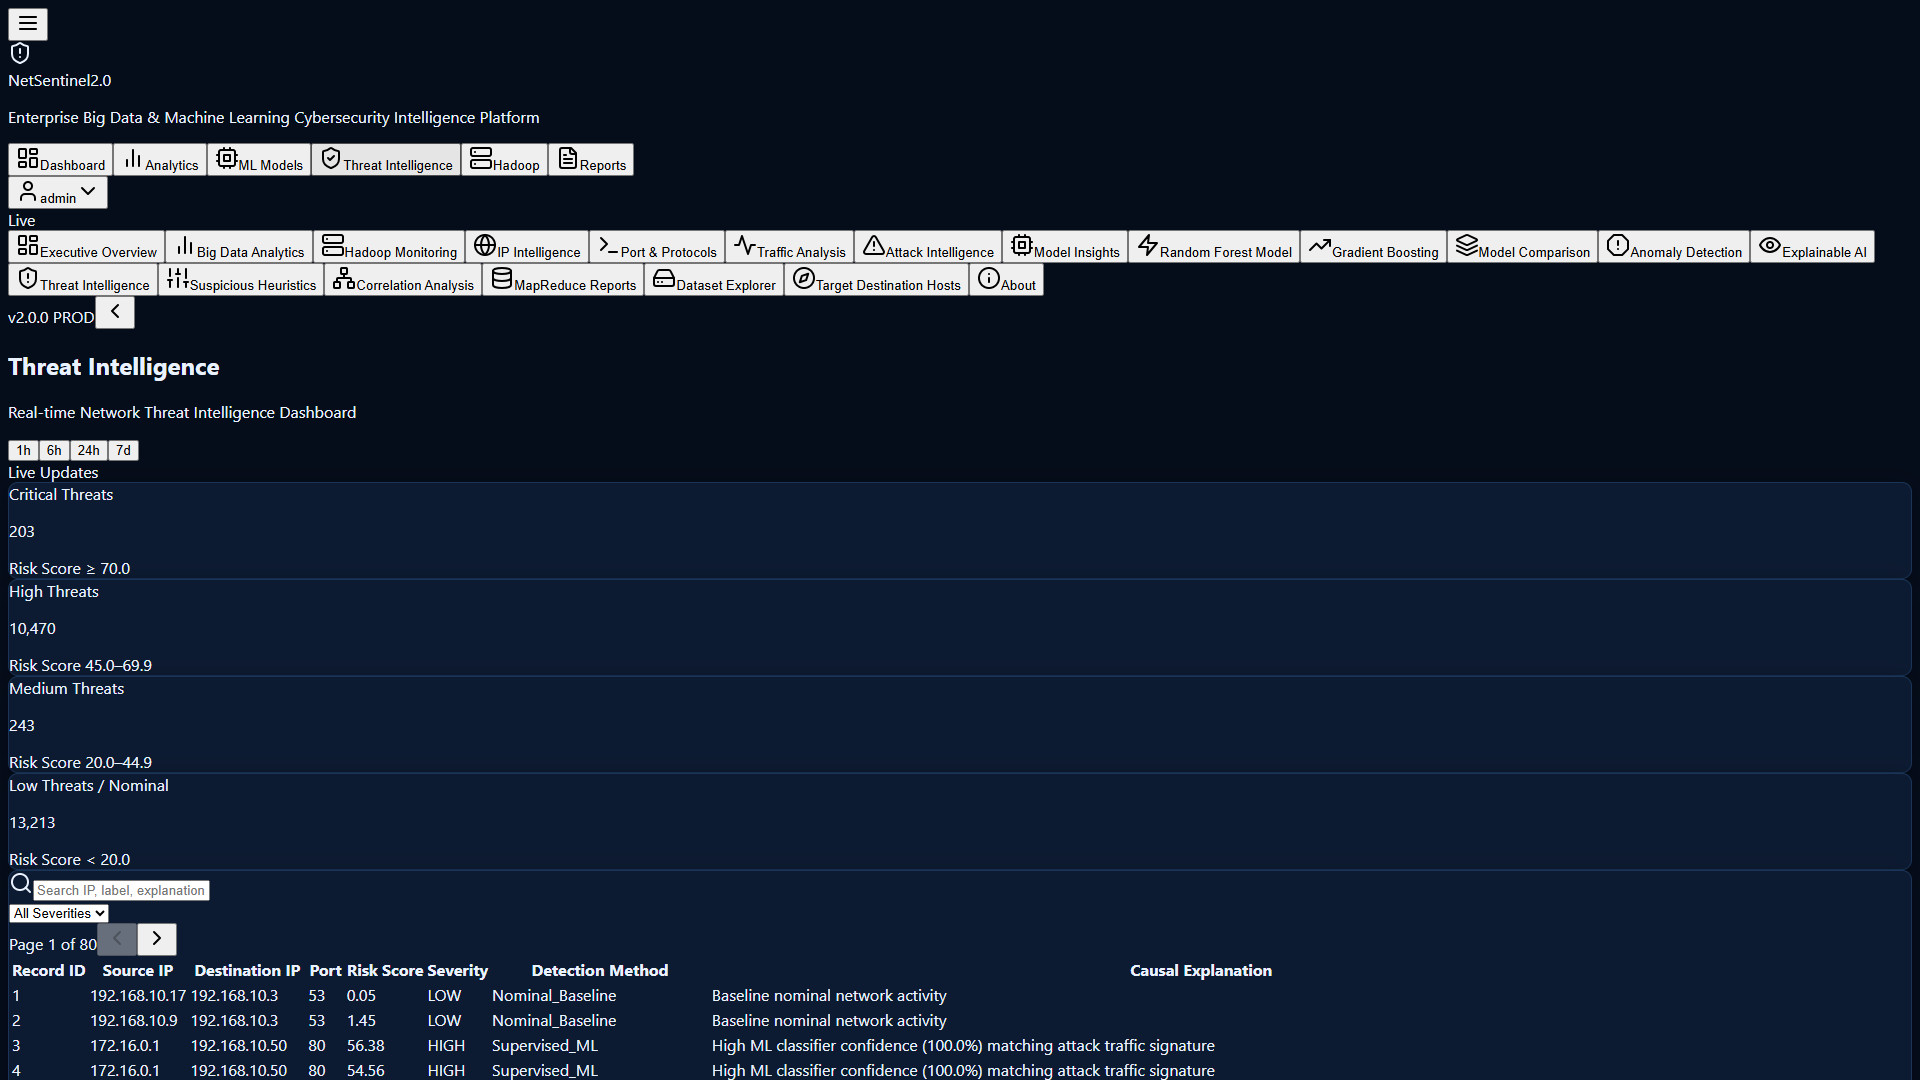 NetSentinel2.0
Enterprise Big Data & Machine Learning Cybersecurity Intelligence Platform
Dashboard Analytics ML Models Threat Intelligence Hadoop Reports
admin
Live
Executive Overview Big Data Analytics Hadoop Monitoring IP Intelligence Port & Protocols Traffic Analysis Attack Intelligence Model Insights Random Forest Model Gradient Boosting Model Comparison Anomaly Detection Explainable AI
Threat Intelligence Suspicious Heuristics Correlation Analysis MapReduce Reports Dataset Explorer Target Destination Hosts About
v2.0.0 PROD
Threat Intelligence
Real-time Network Threat Intelligence Dashboard
1h 6h 24h 7d
Live Updates
Critical Threats
203
Risk Score ≥ 70.0
High Threats
10,470
Risk Score 45.0–69.9
Medium Threats
243
Risk Score 20.0–44.9
Low Threats / Nominal
13,213
Risk Score < 20.0
Search IP, label, explanation
All Severities
Page 1 of 80
Record ID Source IP Destination IP Port Risk Score Severity Detection Method Causal Explanation
1 192.168.10.17 192.168.10.3 53 0.05 LOW Nominal_Baseline Baseline nominal network activity
2 192.168.10.9 192.168.10.3 53 1.45 LOW Nominal_Baseline Baseline nominal network activity
3 172.16.0.1 192.168.10.50 80 56.38 HIGH Supervised_ML High ML classifier confidence (100.0%) matching attack traffic signature
4 172.16.0.1 192.168.10.50 80 54.56 HIGH Supervised_ML High ML classifier confidence (100.0%) matching attack traffic signature